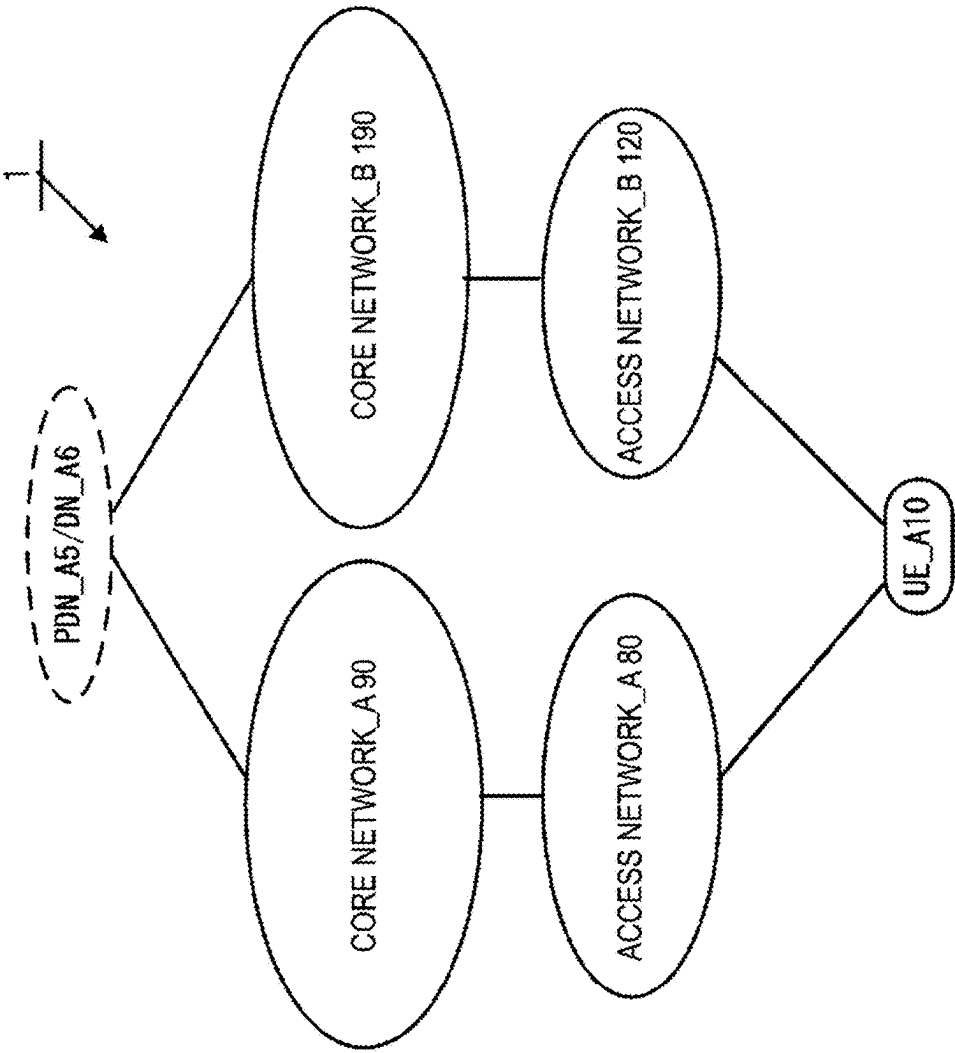 1
PDN_A5/DN_A6
CORE NETWORK_A 90
CORE NETWORK_B 190
ACCESS NETWORK_A 80
ACCESS NETWORK_B 120
UE_A10